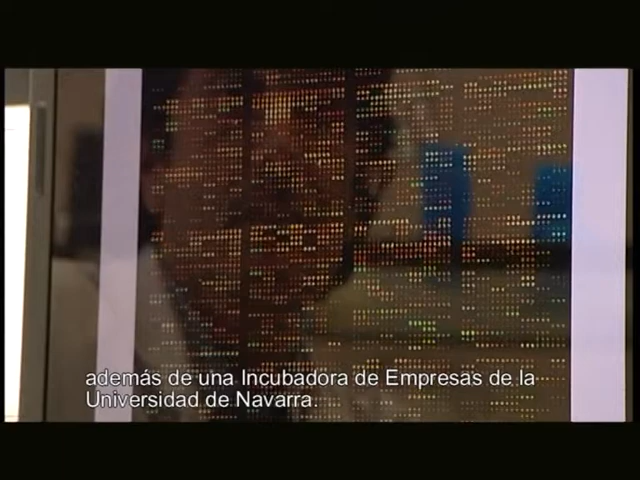 además de una Incubadora de Empresas de la
Universidad de Navarra.